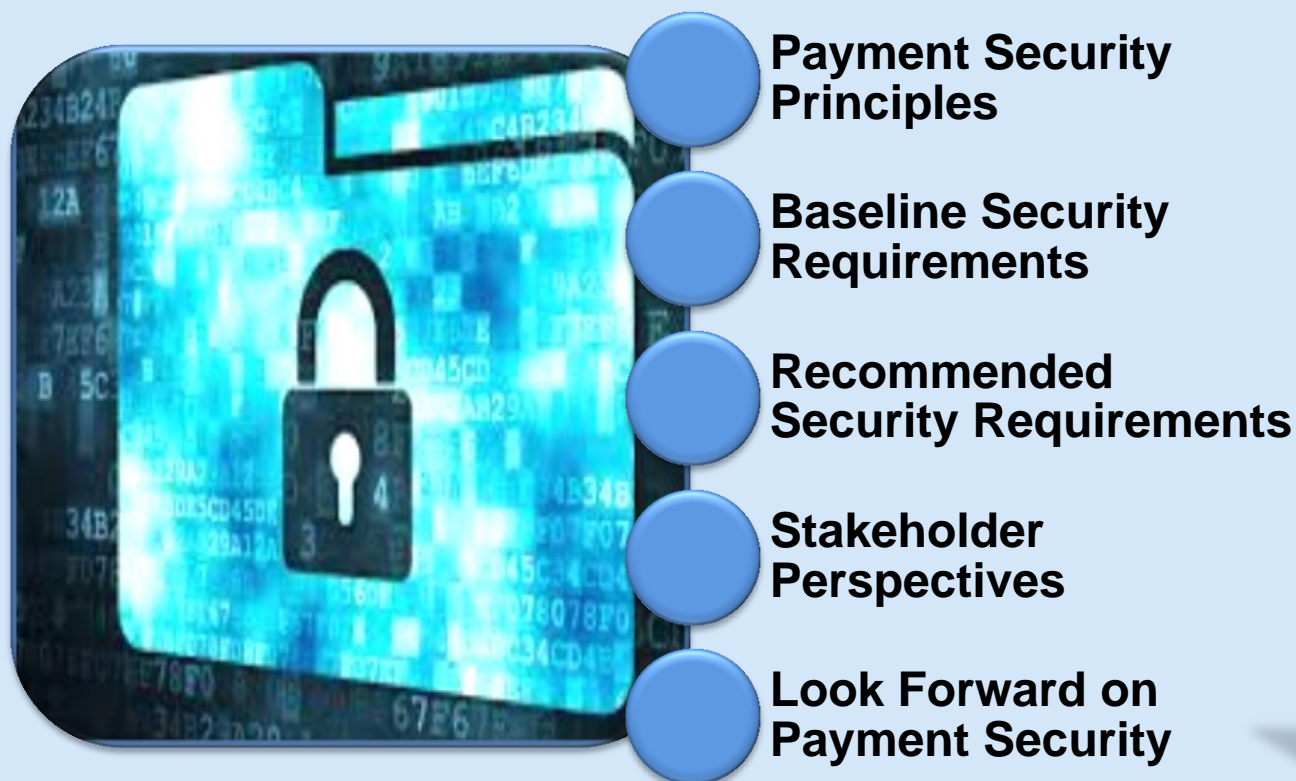 Payment Security
Principles
Baseline Security
Requirements
Recommended
Security Requirements
Stakeholder
Perspectives
Look Forward on
Payment Security